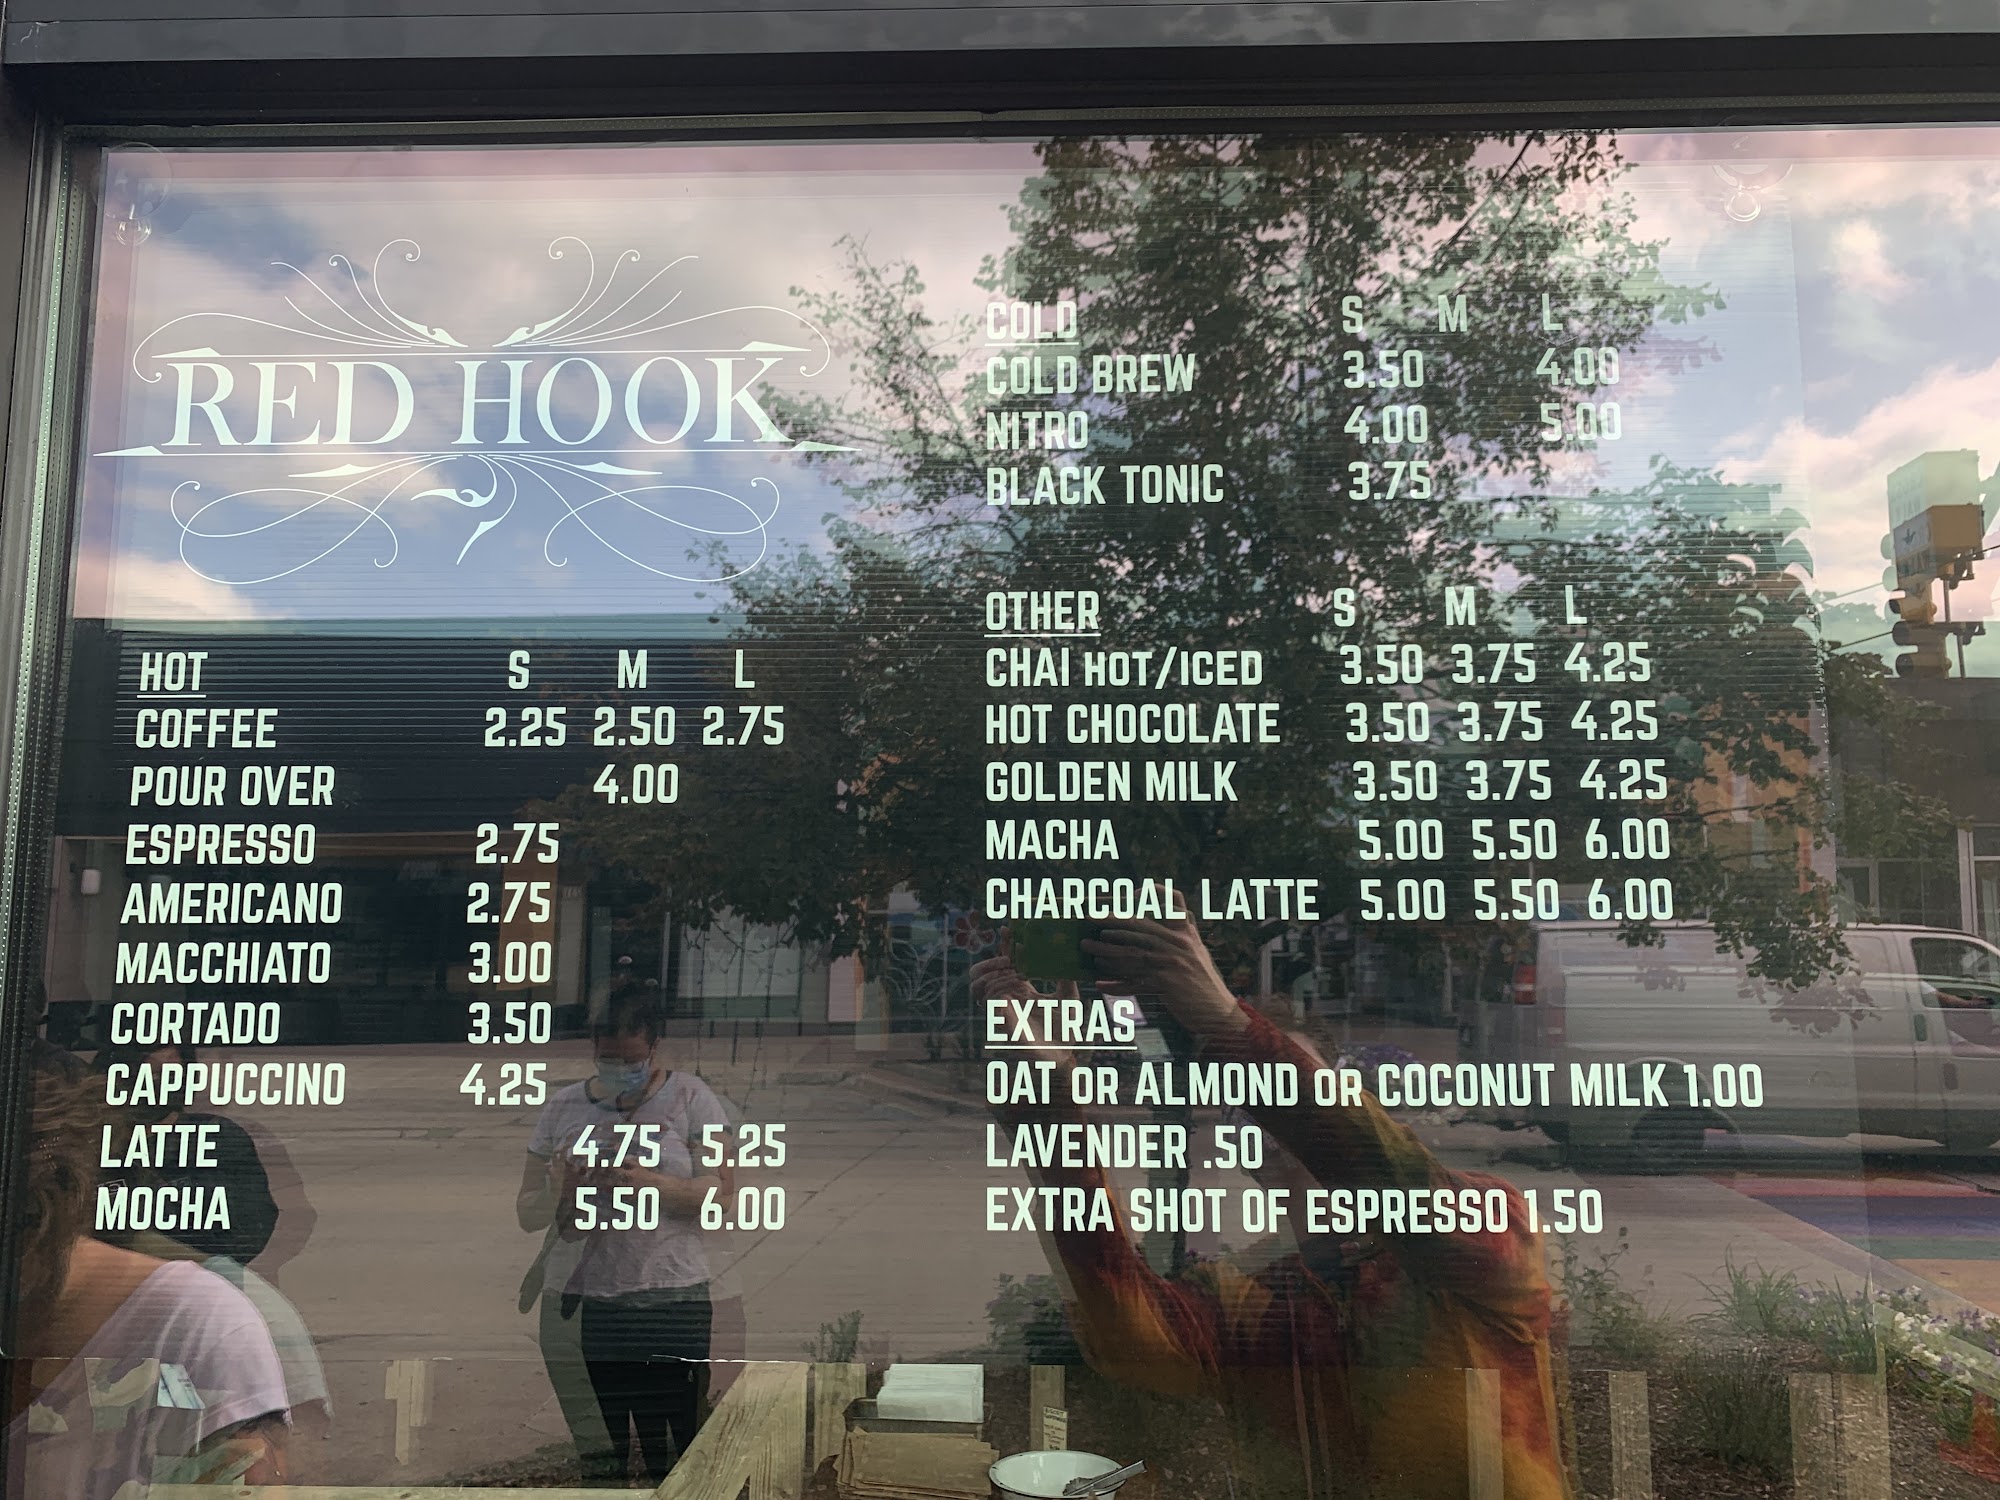 RED HOOK
HOT S M L
COFFEE 2.25 2.50 2.75
POUR OVER 4.00
ESPRESSO 2.75
AMERICANO 2.75
MACCHIATO 3.00
CORTADO 3.50
CAPPUCCINO 4.25
LATTE 4.75 5.25
MOCHA 5.50 6.00
COLD S M L
COLD BREW 3.50 4.00
NITRO 4.00 5.00
BLACK TONIC 3.75
OTHER S M L
CHAI HOT/ICED 3.50 3.75 4.25
HOT CHOCOLATE 3.50 3.75 4.25
GOLDEN MILK 3.50 3.75 4.25
MACHA 5.00 5.50 6.00
CHARCOAL LATTE 5.00 5.50 6.00
EXTRAS
OAT OR ALMOND OR COCONUT MILK 1.00
LAVENDER .50
EXTRA SHOT OF ESPRESSO 1.50